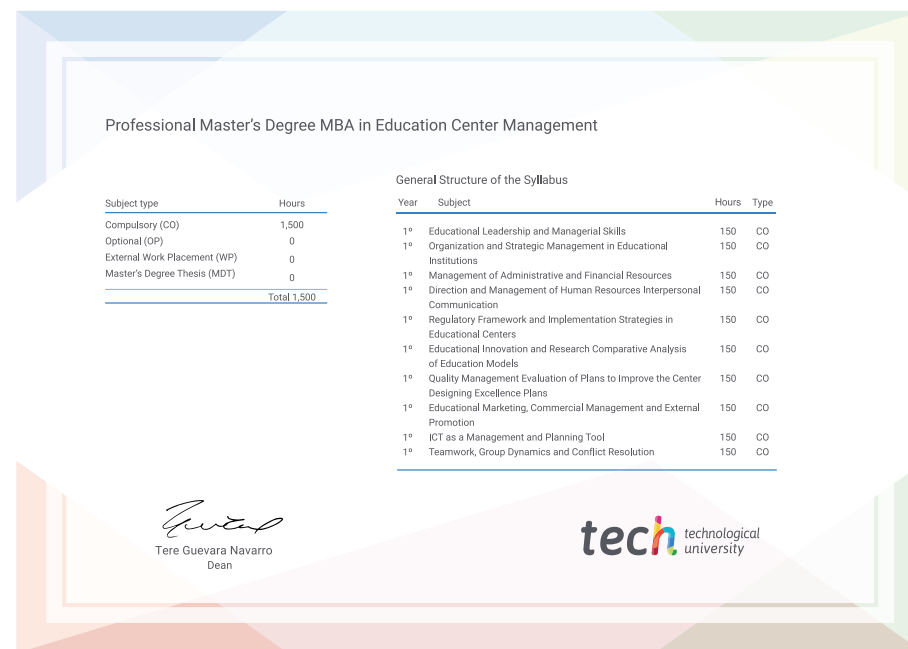 Professional Master's Degree MBA in Education Center Management
Subject type Hours
Compulsory (CO) 1,500
Optional (OP) 0
External Work Placement (WP) 0
Master's Degree Thesis (MDT) 0
Total 1,500
General Structure of the Syllabus
Year Subject Hours Type
1º Educational Leadership and Managerial Skills 150 CO
1º Organization and Strategic Management in Educational 150 CO
Institutions
1º Management of Administrative and Financial Resources 150 CO
1º Direction and Management of Human Resources Interpersonal 150 CO
Communication
1º Regulatory Framework and Implementation Strategies in 150 CO
Educational Centers
1º Educational Innovation and Research Comparative Analysis 150 CO
of Education Models
1º Quality Management Evaluation of Plans to Improve the Center 150 CO
Designing Excellence Plans
1º Educational Marketing, Commercial Management and External 150 CO
Promotion
1º ICT as a Management and Planning Tool 150 CO
1º Teamwork, Group Dynamics and Conflict Resolution 150 CO
Tere Guevara Navarro
Dean
tech technological
university